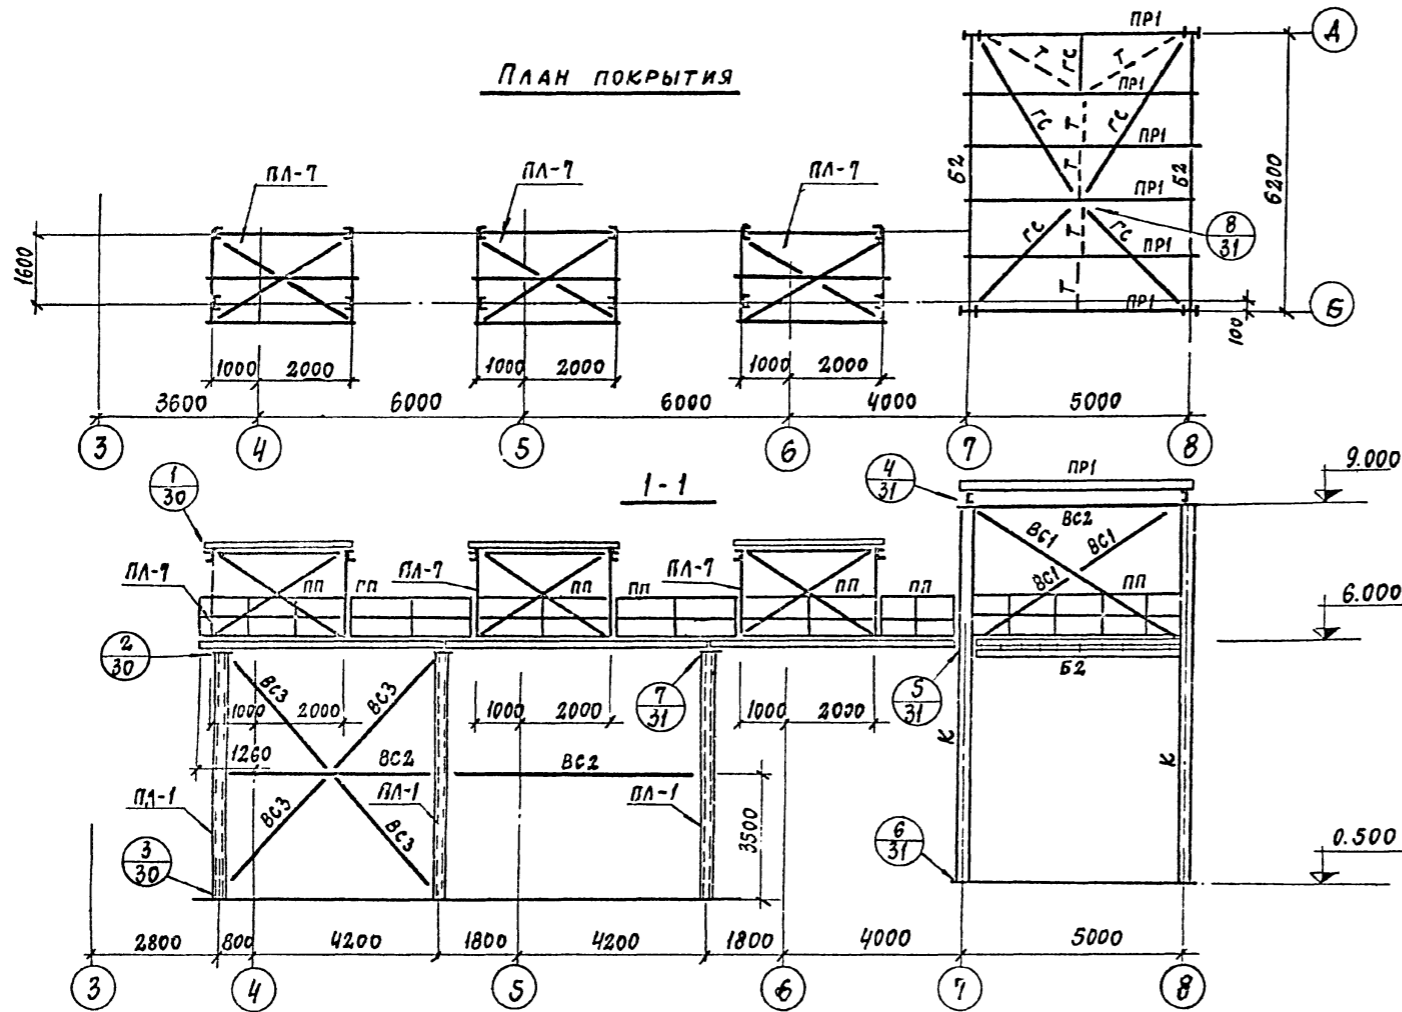 План покрытия
ПР1
Д
Т
ГС
Т
ПР1
ГС
Т
ГС
ПР1
Б2
Т
Б2
6200
ПР1
8
31
ГС
Т
ГС
ПР1
Т
ПР1
Б
100
ПЛ-7
ПЛ-7
ПЛ-7
1600
1000
2000
1000
2000
1000
2000
3600
6000
6000
4000
5000
3
4
5
6
7
8
1-1
1
30
4
31
ПР1
9.000
ВС2
ВС1
ВС1
ВС1
ПП
6.000
ПЛ-7
ПП
ГП
ПЛ-7
ПП
ПП
ПЛ-7
ПП
ПП
2
30
Б2
7
31
5
31
ВС3
ВС3
1000
2000
1000
2000
1000
2000
1260
ВС2
ВС2
К
К
ПЛ-1
ПЛ-1
ПЛ-1
ВС3
ВС3
3500
3
30
6
31
0.500
2800
800
4200
1800
4200
1800
4000
5000
3
4
5
6
7
8